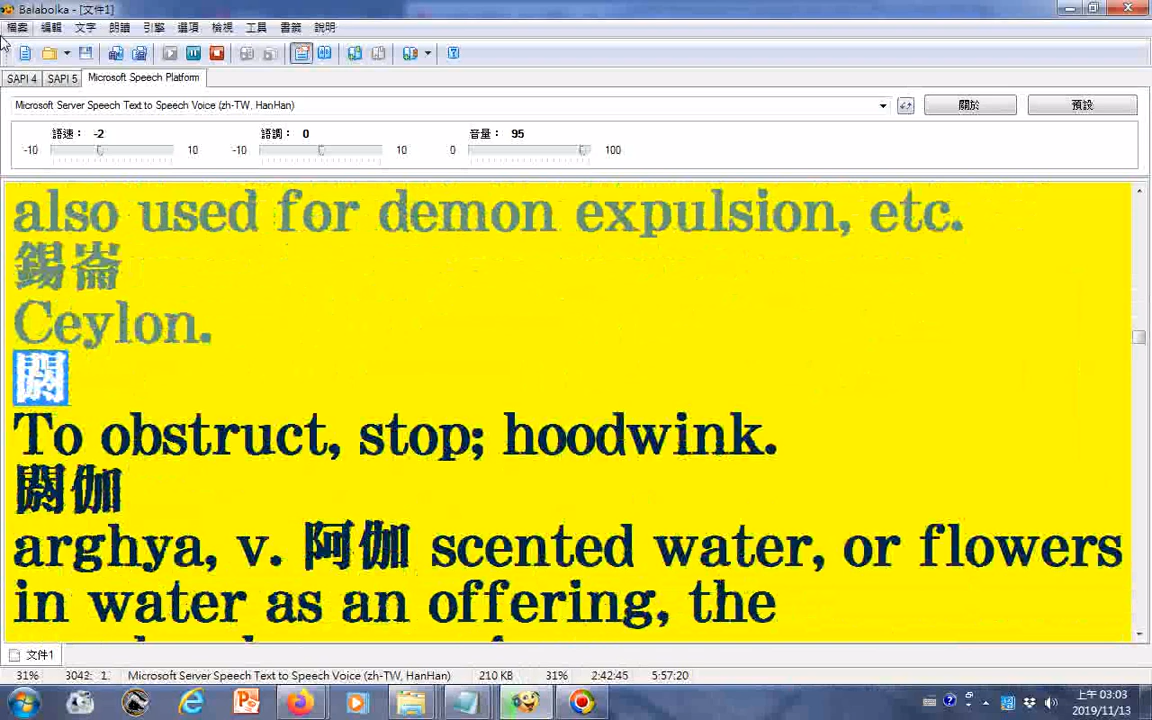 Balabolka - [文件1]
檔案 編輯 文字 朗讀 引擎 選項 檢視 工具 書籤 說明
SAPI 4 SAPI 5 Microsoft Speech Platform
Microsoft Server Speech Text to Speech Voice (zh-TW, HanHan) 關於 預設
語速： -2 語調： 0 音量： 95
-10 10 -10 10 0 100
also used for demon expulsion, etc.
錫崙
Ceylon.
閼
To obstruct, stop; hoodwink.
閼伽
arghya, v. 阿伽 scented water, or flowers
in water as an offering, the
文件1
31% 3042: 1. Microsoft Server Speech Text to Speech Voice (zh-TW, HanHan) 210 KB 31% 2:42:45 5:57:20
上午 03:03
2019/11/13